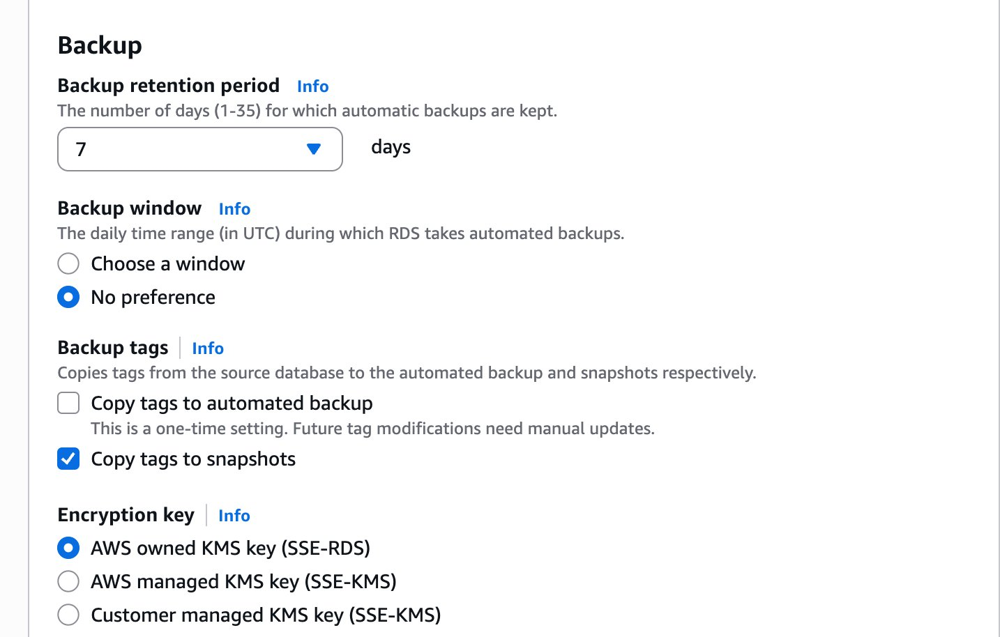 Backup
Backup retention period Info
The number of days (1-35) for which automatic backups are kept.
7 days
Backup window Info
The daily time range (in UTC) during which RDS takes automated backups.
Choose a window
No preference
Backup tags Info
Copies tags from the source database to the automated backup and snapshots respectively.
Copy tags to automated backup
This is a one-time setting. Future tag modifications need manual updates.
Copy tags to snapshots
Encryption key Info
AWS owned KMS key (SSE-RDS)
AWS managed KMS key (SSE-KMS)
Customer managed KMS key (SSE-KMS)